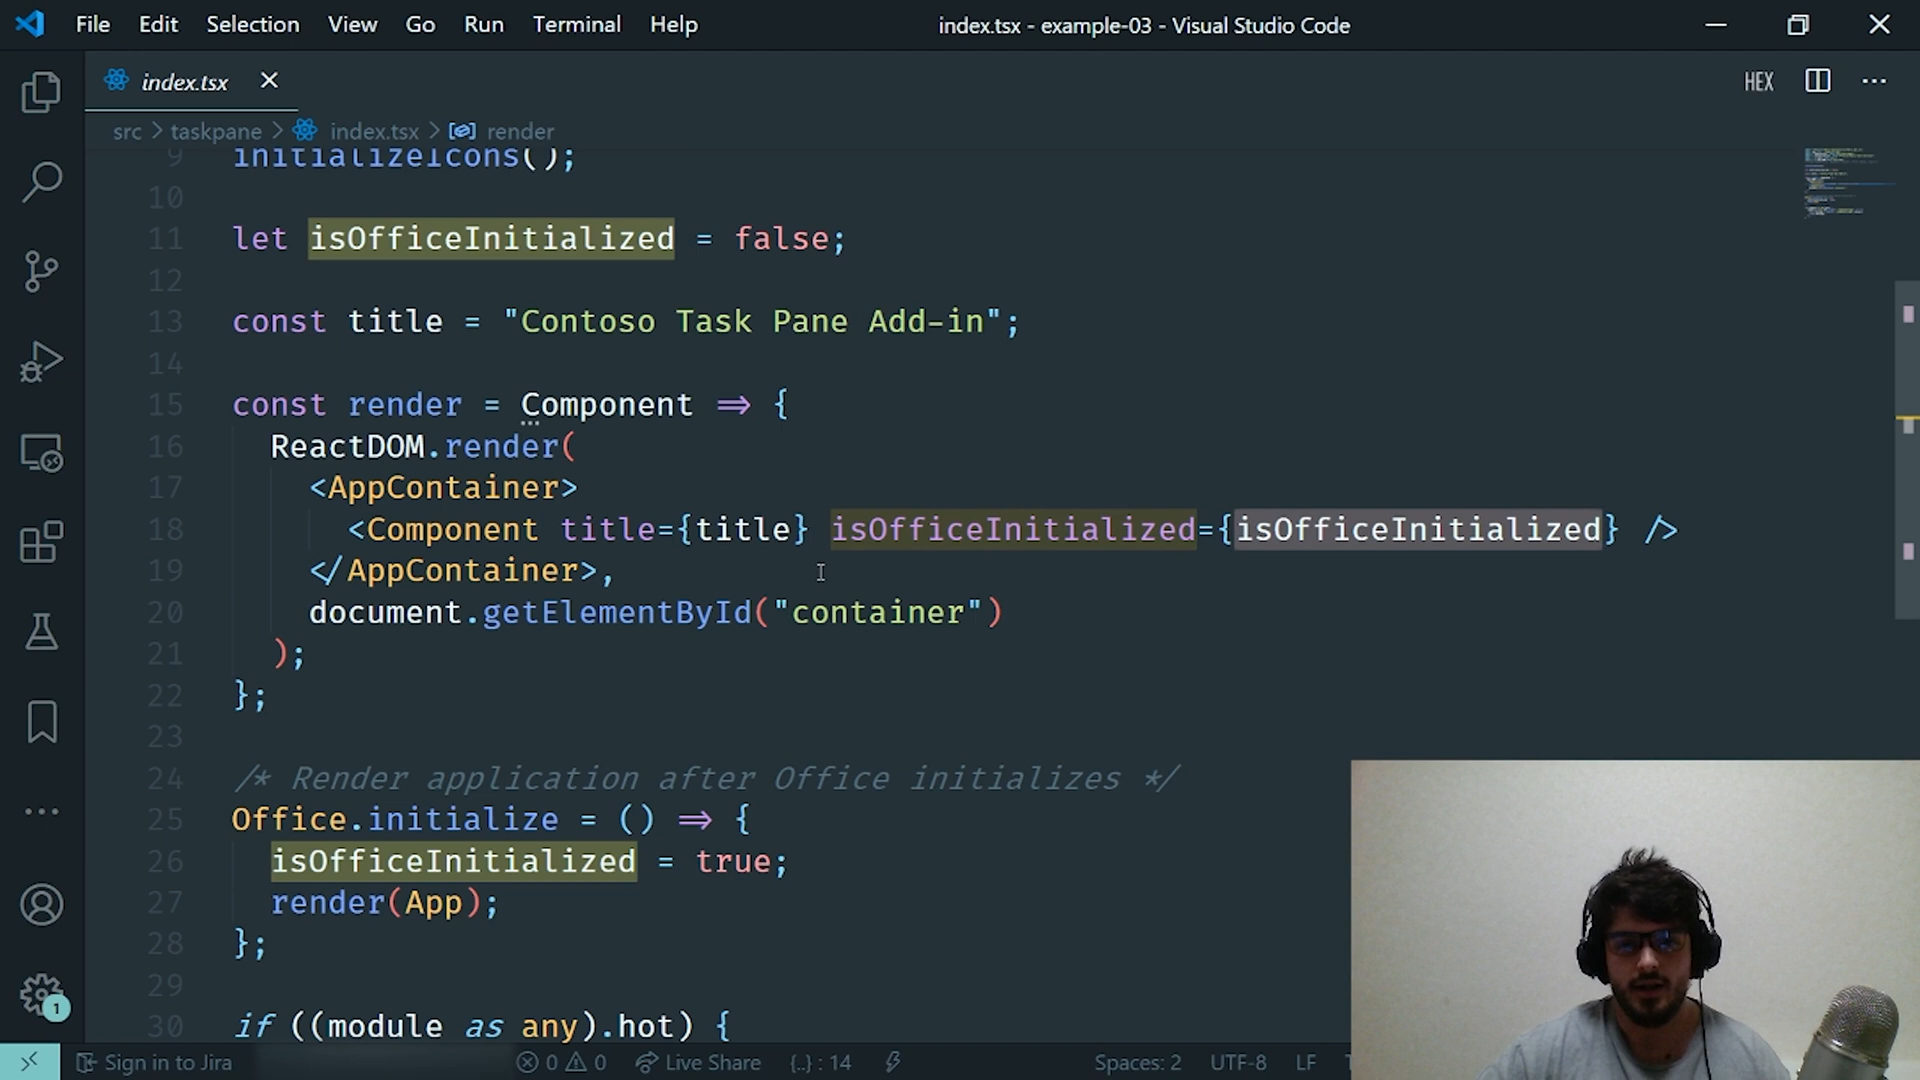 File Edit Selection View Go Run Terminal Help index.tsx - example-03 - Visual Studio Code
index.tsx HEX
src > taskpane > index.tsx > render
9 initializeIcons();
10
11 let isOfficeInitialized = false;
12
13 const title = "Contoso Task Pane Add-in";
14
15 const render = Component => {
16 ReactDOM.render(
17 <AppContainer>
18 <Component title={title} isOfficeInitialized={isOfficeInitialized} />
19 </AppContainer>,
20 document.getElementById("container")
21 );
22 };
23
24 /* Render application after Office initializes */
25 Office.initialize = () => {
26 isOfficeInitialized = true;
27 render(App);
28 };
29
30 if ((module as any).hot) {
1
Sign in to Jira 0 0 Live Share {..} : 14 Spaces: 2 UTF-8 LF